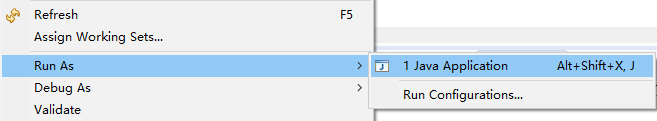 Refresh F5
Assign Working Sets...
Run As
1 Java Application Alt+Shift+X, J
Debug As
Run Configurations...
Validate